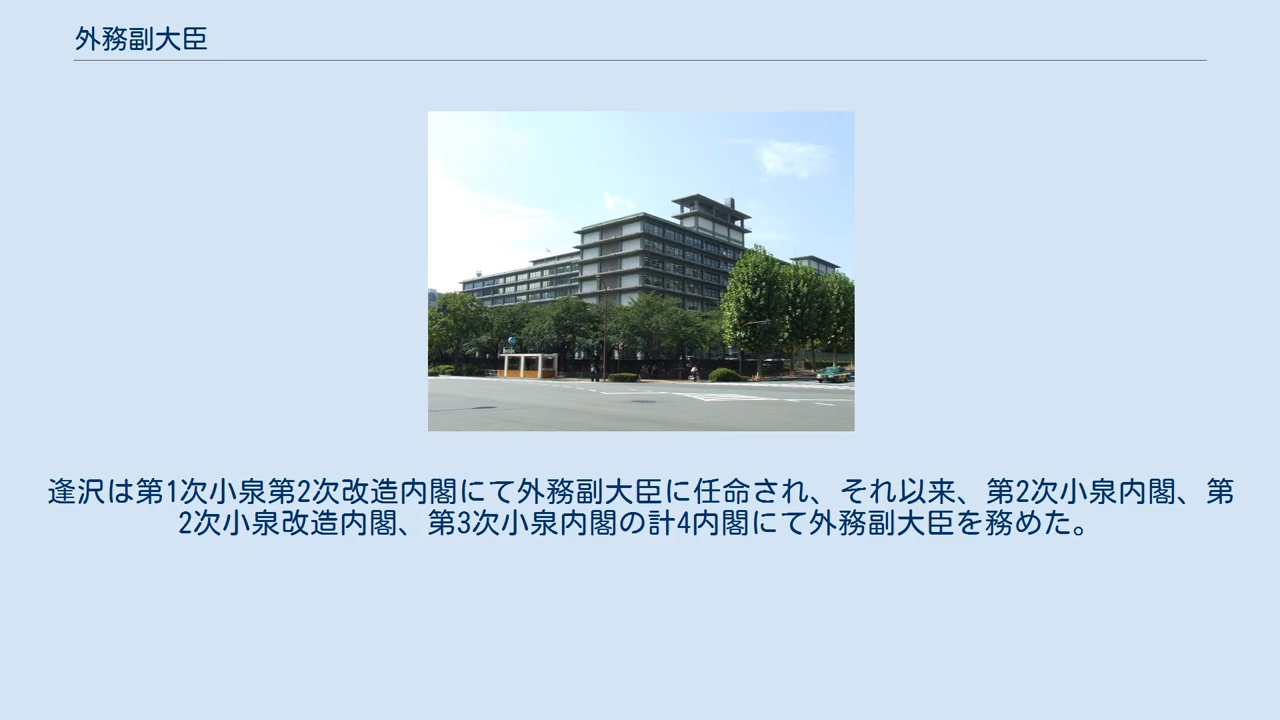 外務副大臣
逢沢は第1次小泉第2次改造内閣にて外務副大臣に任命され、それ以来、第2次小泉内閣、第
2次小泉改造内閣、第3次小泉内閣の計4内閣にて外務副大臣を務めた。